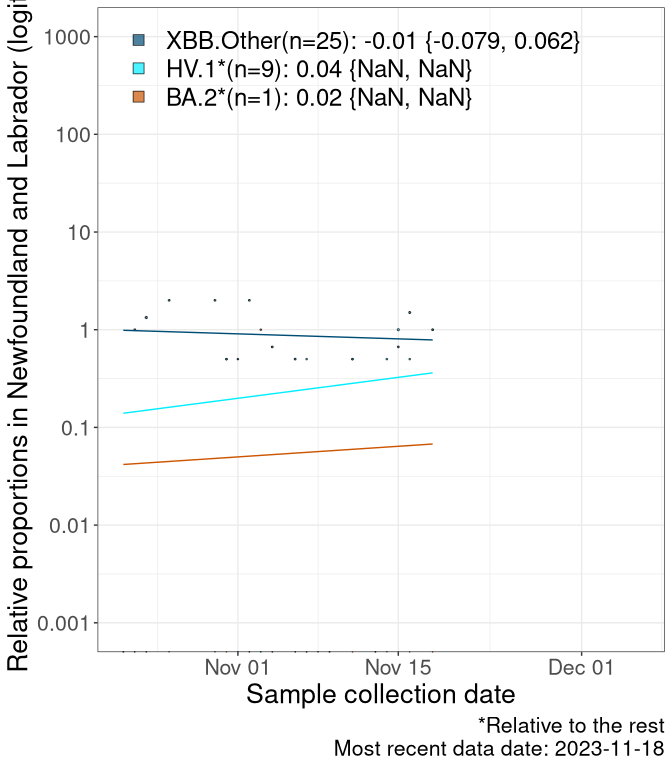 XBB.Other(n=25): -0.01 {-0.079, 0.062}
HV.1*(n=9): 0.04 {NaN, NaN}
BA.2*(n=1): 0.02 {NaN, NaN}
Relative proportions in Newfoundland and Labrador
1000
100
10
1
0.1
0.01
0.001
Nov 01
Nov 15
Dec 01
Sample collection date
*Relative to the rest
Most recent data date: 2023-11-18